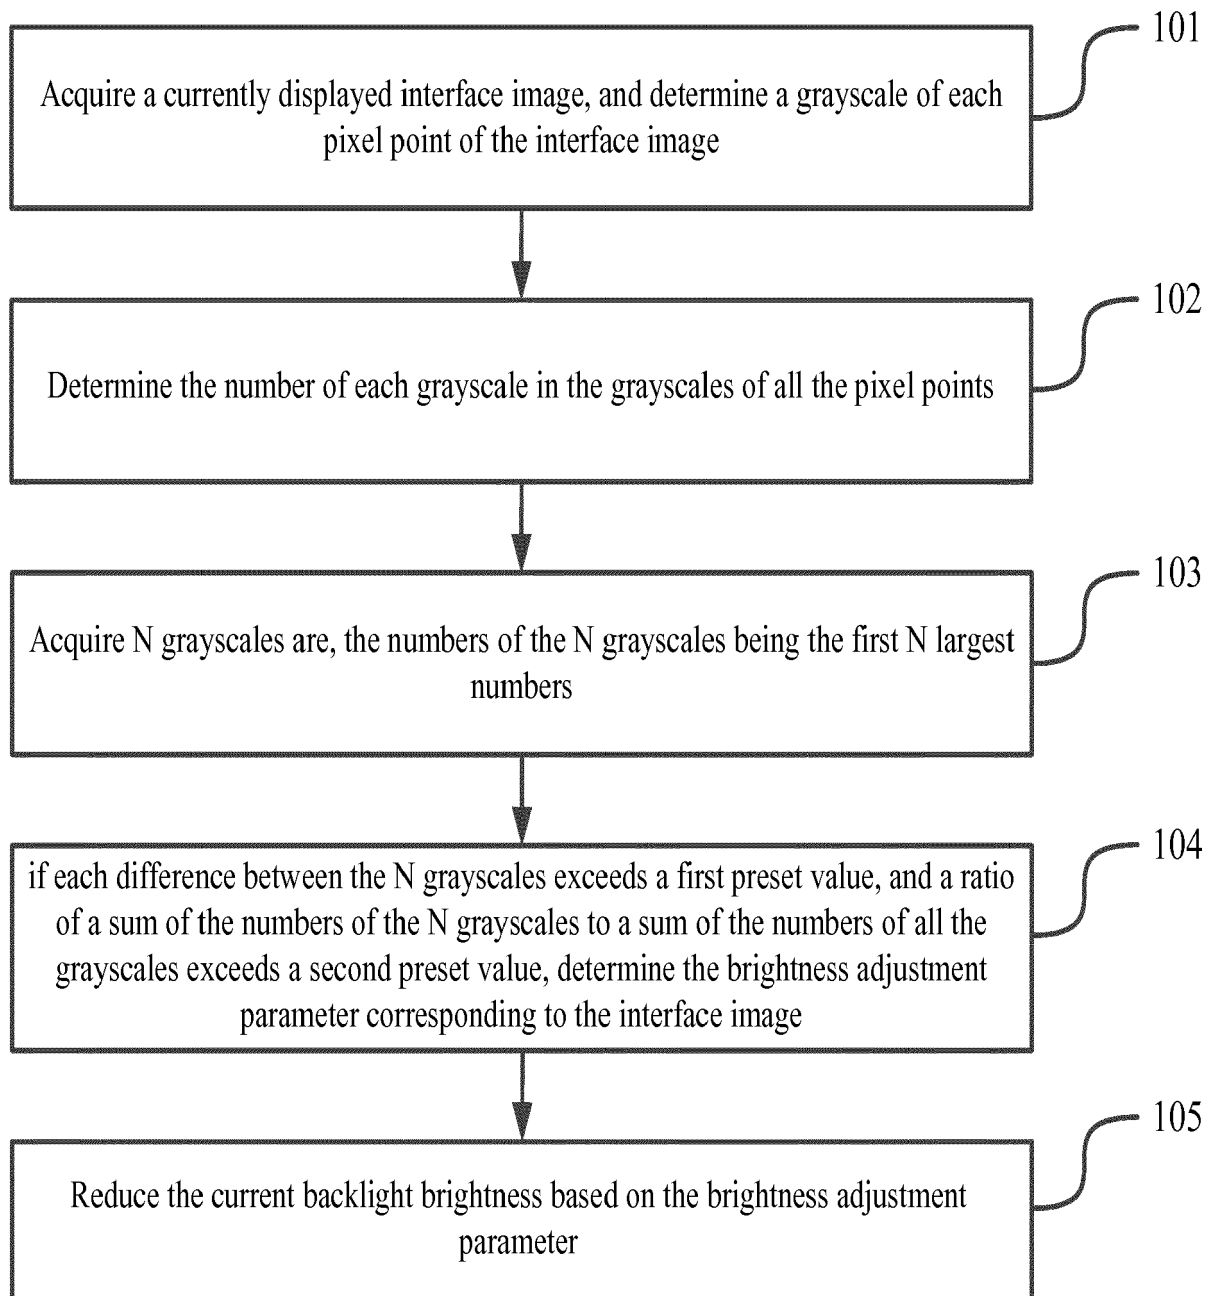 101
Acquire a currently displayed interface image, and determine a grayscale of each
pixel point of the interface image
102
Determine the number of each grayscale in the grayscales of all the pixel points
103
Acquire N grayscales are, the numbers of the N grayscales being the first N largest
numbers
104
if each difference between the N grayscales exceeds a first preset value, and a ratio
of a sum of the numbers of the N grayscales to a sum of the numbers of all the
grayscales exceeds a second preset value, determine the brightness adjustment
parameter corresponding to the interface image
105
Reduce the current backlight brightness based on the brightness adjustment
parameter